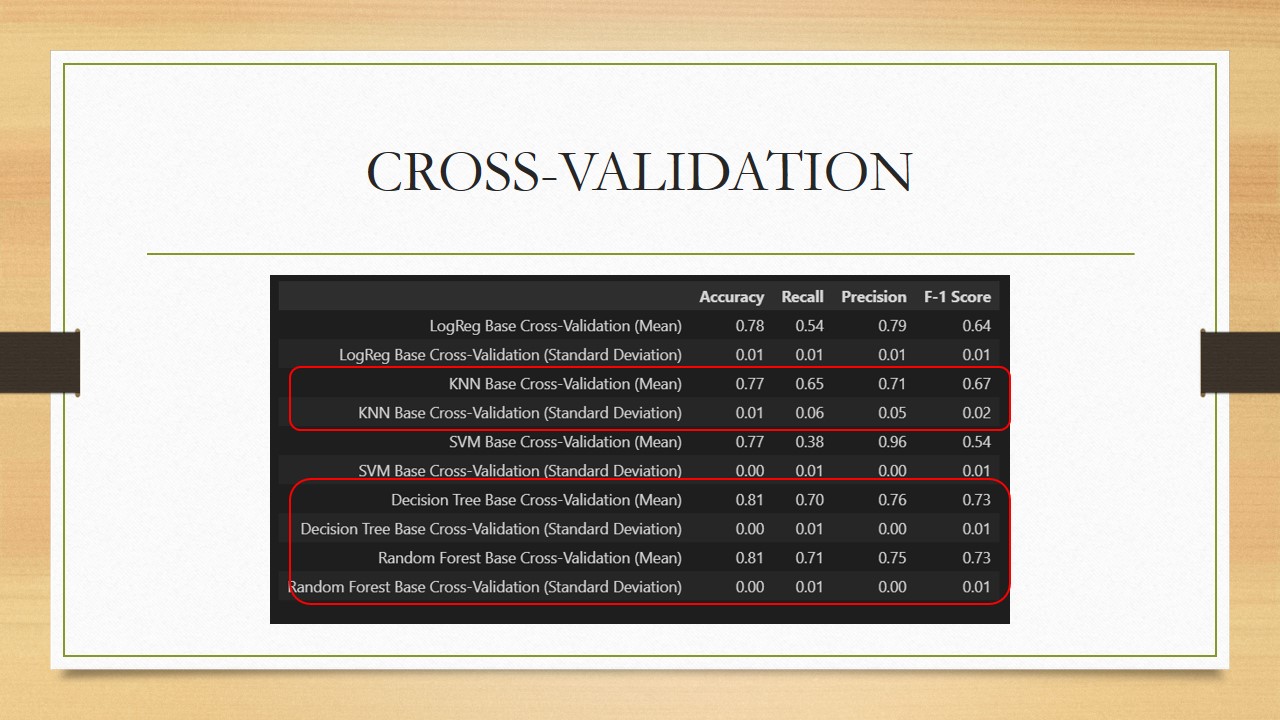 CROSS-VALIDATION
Accuracy Recall Precision F-1 Score
LogReg Base Cross-Validation (Mean) 0.78 0.54 0.79 0.64
LogReg Base Cross-Validation (Standard Deviation) 0.01 0.01 0.01 0.01
KNN Base Cross-Validation (Mean) 0.77 0.65 0.71 0.67
KNN Base Cross-Validation (Standard Deviation) 0.01 0.06 0.05 0.02
SVM Base Cross-Validation (Mean) 0.77 0.38 0.96 0.54
SVM Base Cross-Validation (Standard Deviation) 0.00 0.01 0.00 0.01
Decision Tree Base Cross-Validation (Mean) 0.81 0.70 0.76 0.73
Decision Tree Base Cross-Validation (Standard Deviation) 0.00 0.01 0.00 0.01
Random Forest Base Cross-Validation (Mean) 0.81 0.71 0.75 0.73
Random Forest Base Cross-Validation (Standard Deviation) 0.00 0.01 0.00 0.01